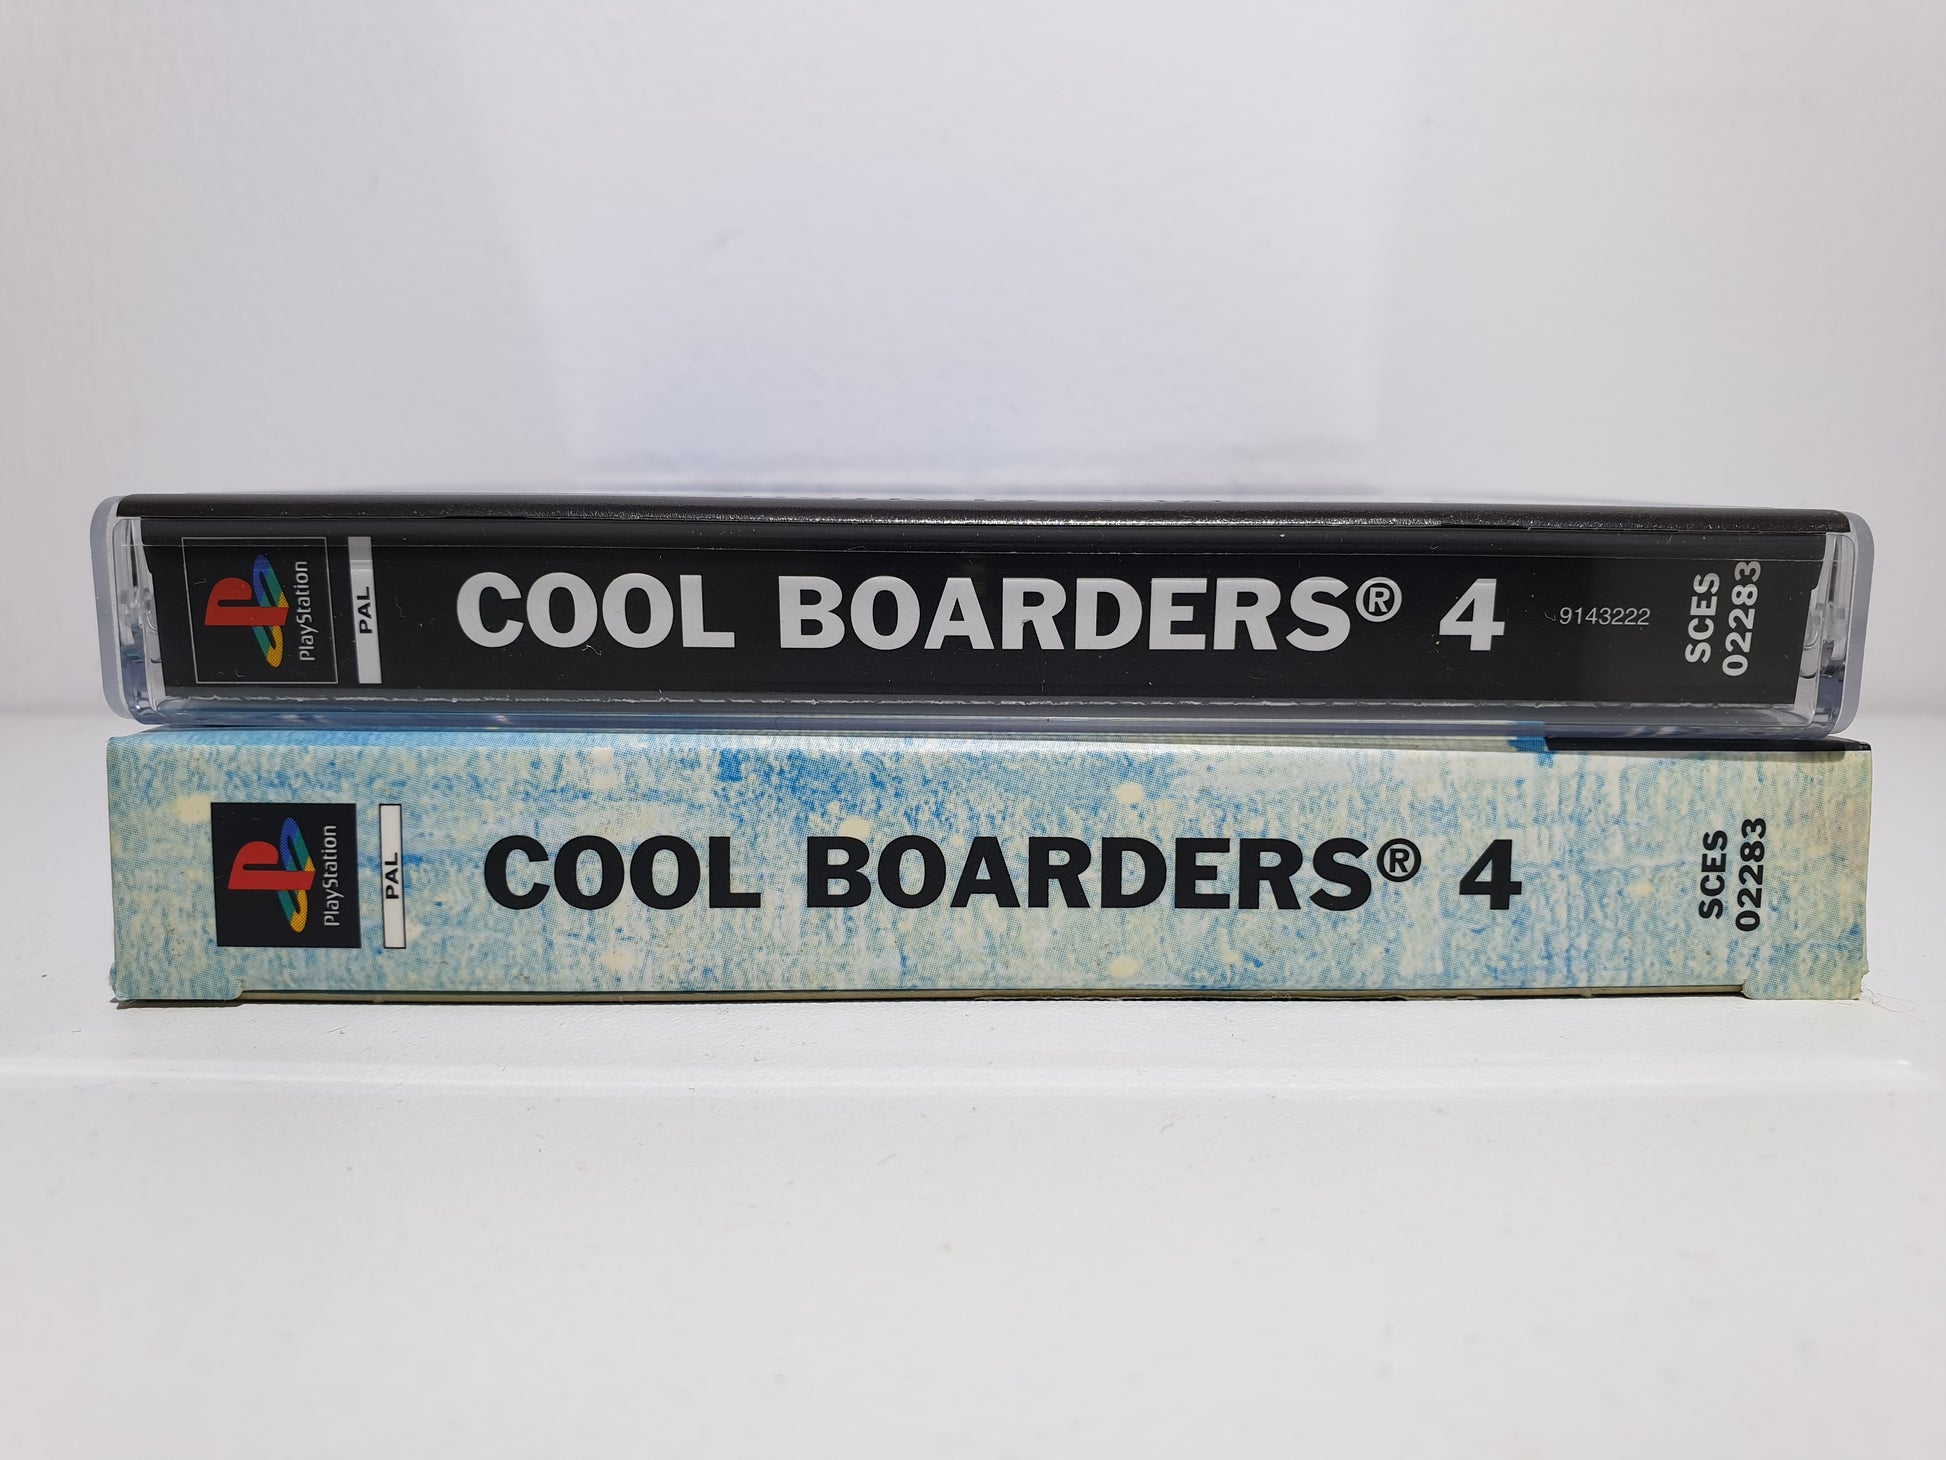 PlayStation
PAL
COOL BOARDERS® 4
9143222
SCES
02283
PlayStation
PAL
COOL BOARDERS® 4
SCES
02283